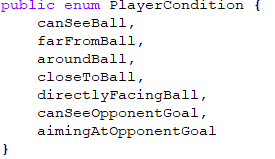 public enum PlayerCondition {
    canSeeBall,
    farFromBall,
    aroundBall,
    closeToBall,
    directlyFacingBall,
    canSeeOpponentGoal,
    aimingAtOpponentGoal
}